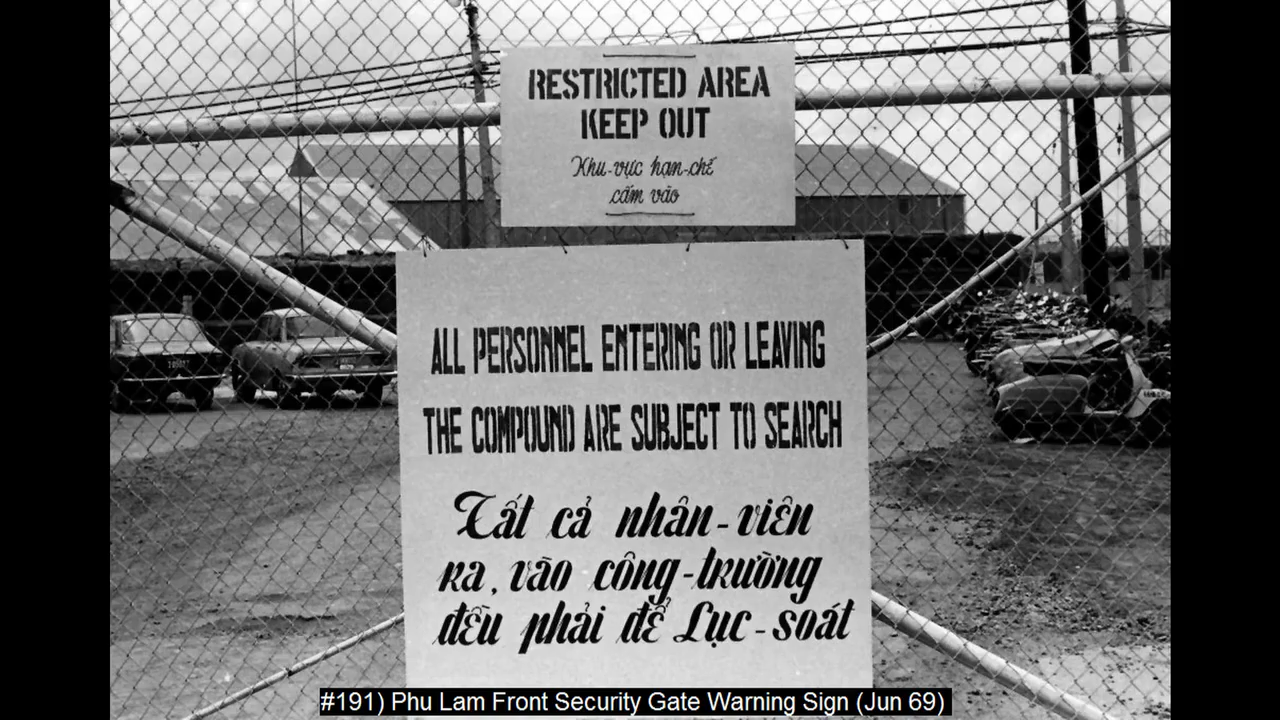 RESTRICTED AREA
KEEP OUT
Khu-vực hạn-chế
cấm vào
ALL PERSONNEL ENTERING OR LEAVING
THE COMPOUND ARE SUBJECT TO SEARCH
Tất cả nhân-viên
ra, vào công-trường
đều phải để Lục-soát
#191) Phu Lam Front Security Gate Warning Sign (Jun 69)